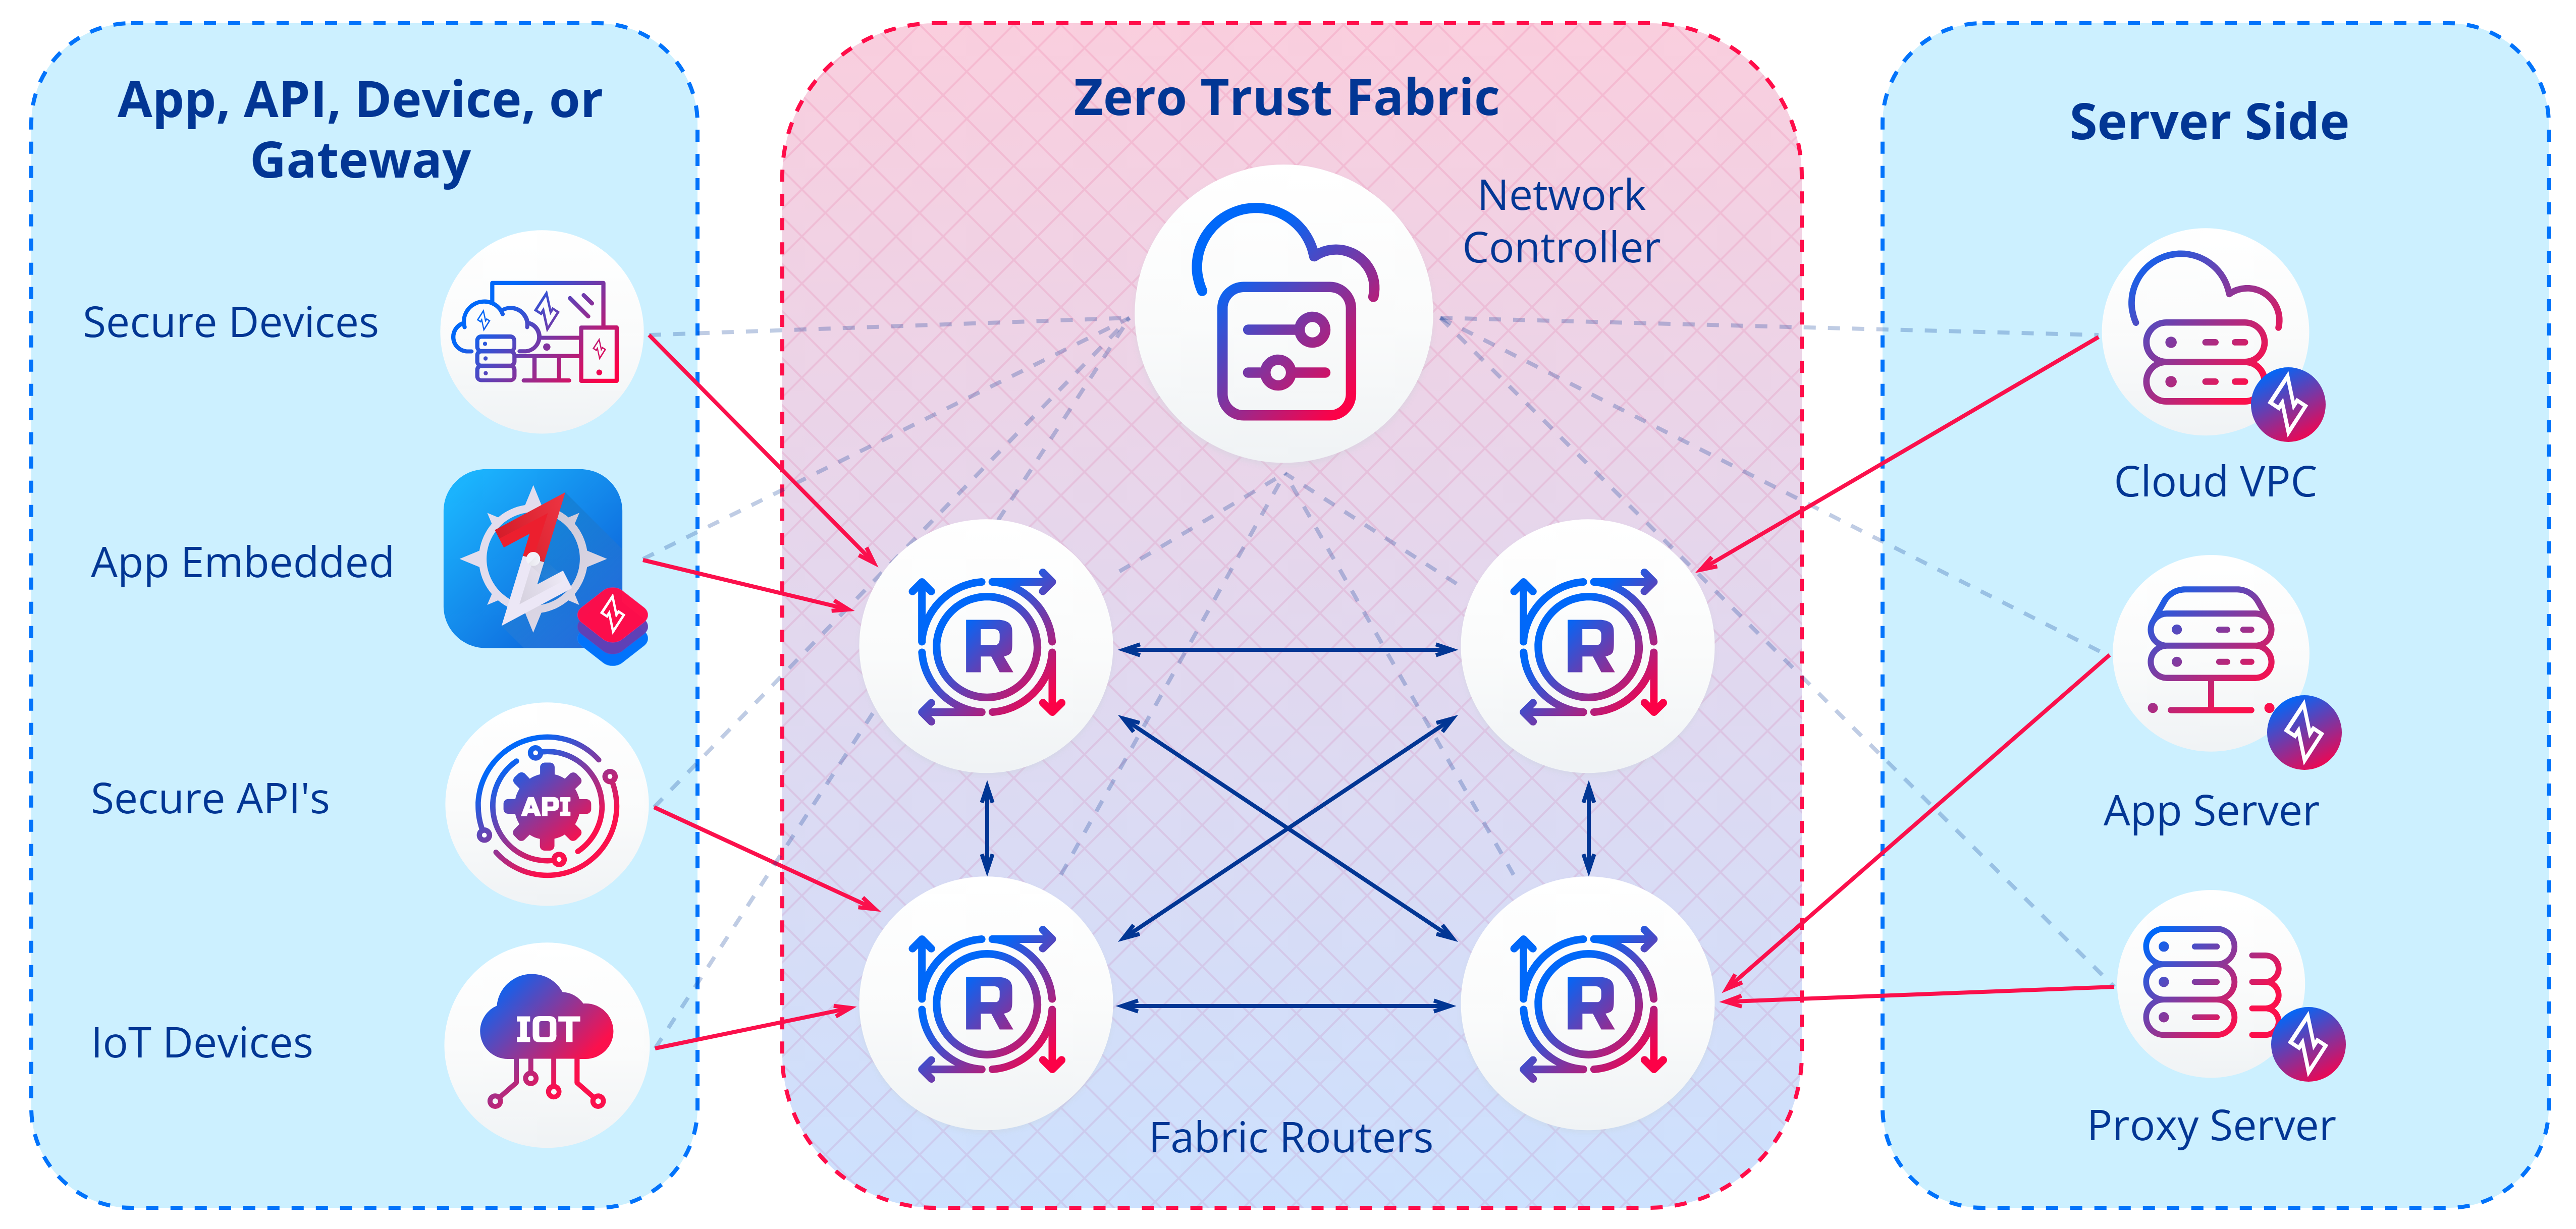 App, API, Device, or
Gateway
Secure Devices
App Embedded
Secure API's
API
IoT Devices
IOT
Zero Trust Fabric
Network
Controller
R
R
R
R
Fabric Routers
Server Side
Cloud VPC
App Server
Proxy Server